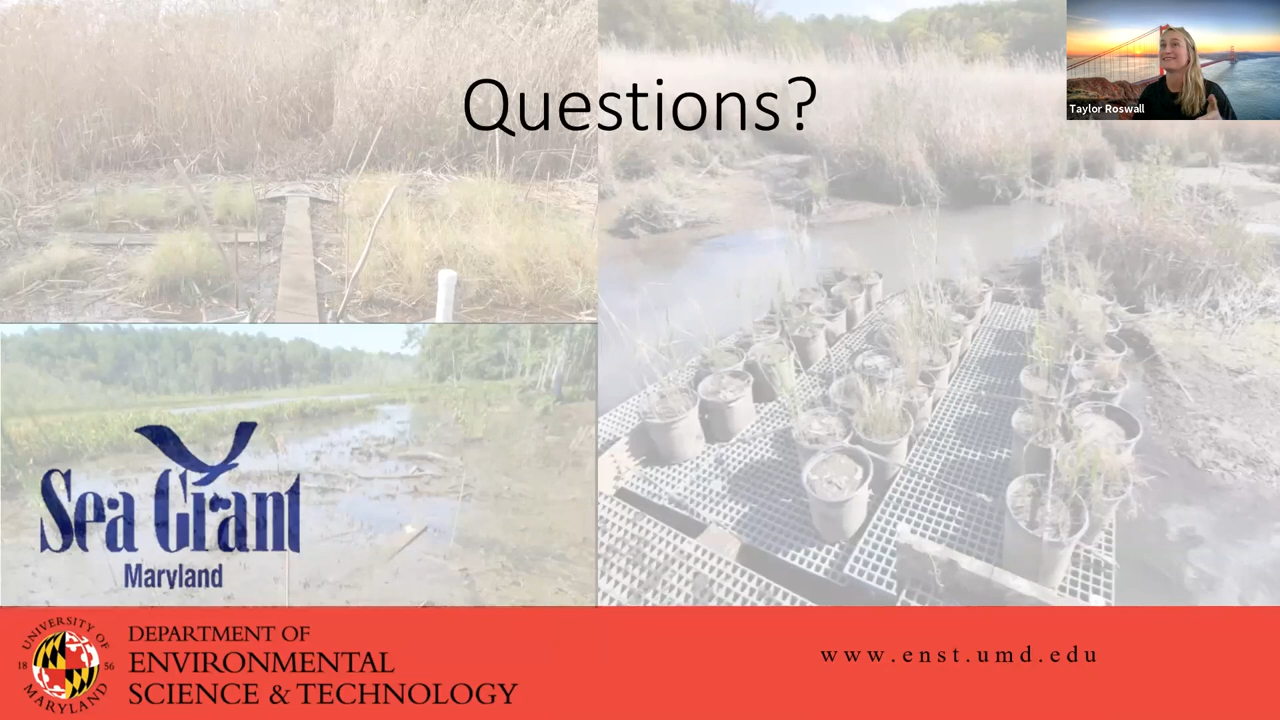 Questions?
Taylor Roswall
Sea Grant
Maryland
UNIVERSITY OF
18 56
MARYLAND
DEPARTMENT OF
ENVIRONMENTAL
SCIENCE & TECHNOLOGY
www.enst.umd.edu